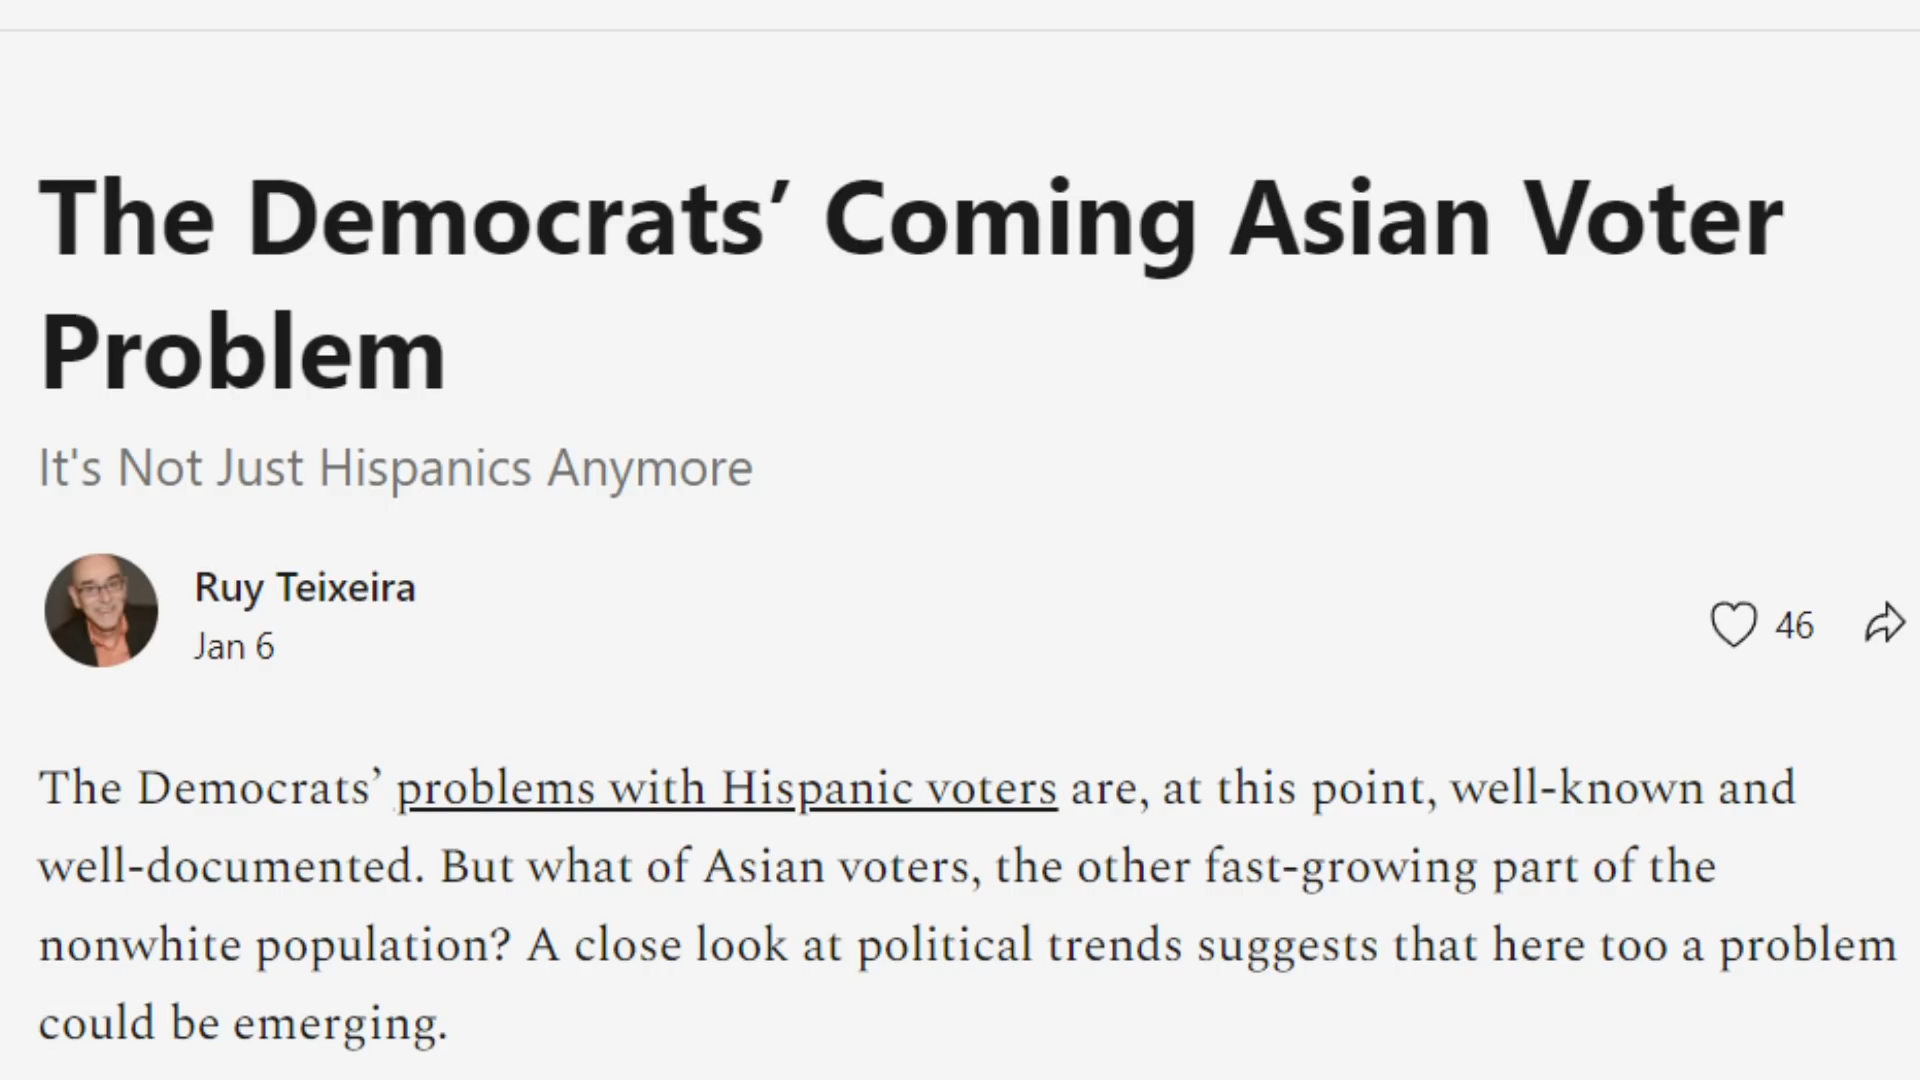 The Democrats’ Coming Asian Voter
Problem
It's Not Just Hispanics Anymore
Ruy Teixeira
Jan 6
46
The Democrats’ problems with Hispanic voters are, at this point, well-known and
well-documented. But what of Asian voters, the other fast-growing part of the
nonwhite population? A close look at political trends suggests that here too a problem
could be emerging.